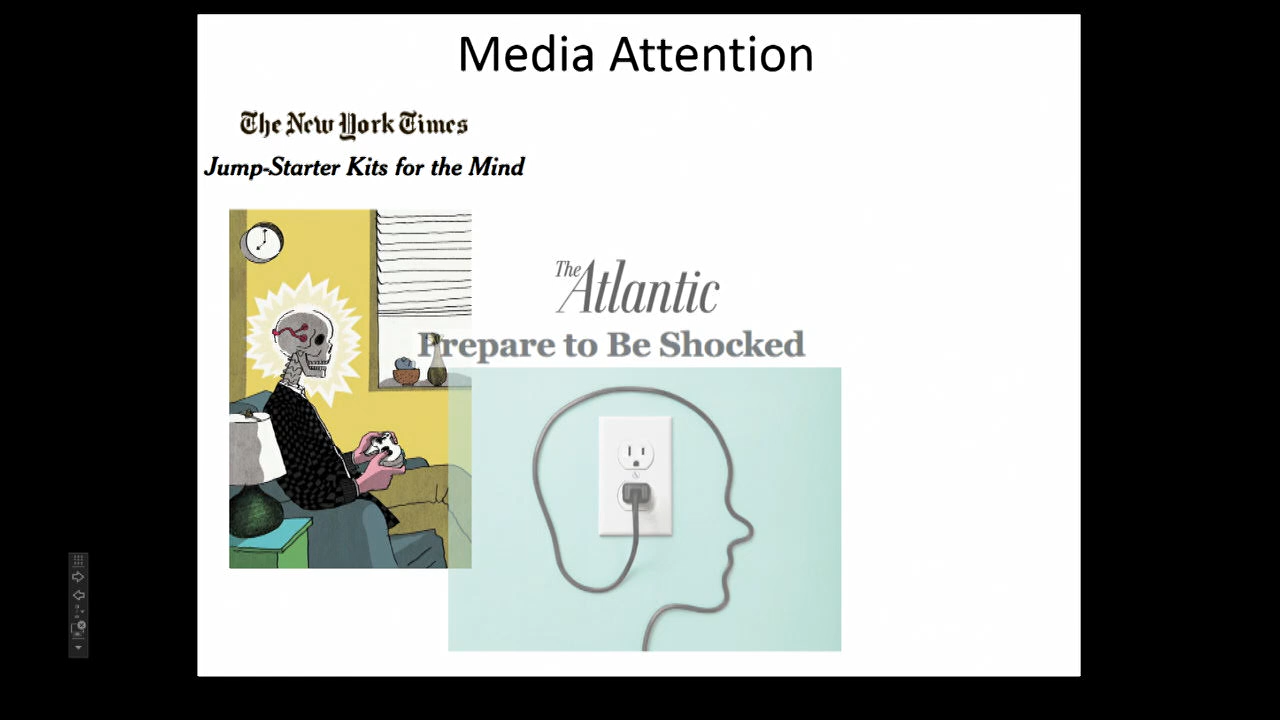 Media Attention
The New York Times
Jump-Starter Kits for the Mind
The Atlantic
Prepare to Be Shocked